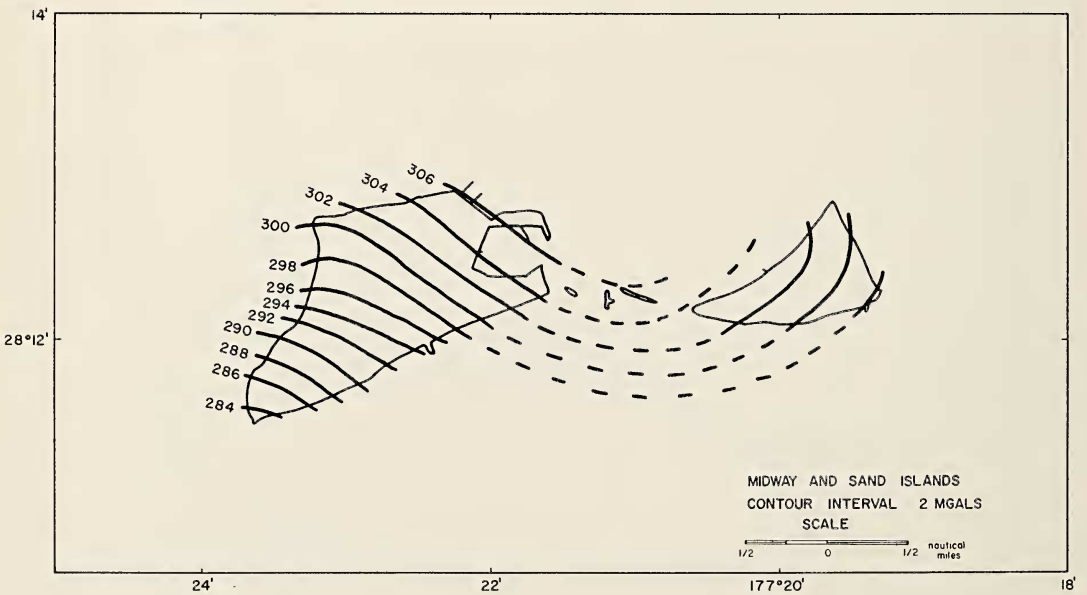 14'
306
304
302
300
298
296
294
292
28°12'
290
288
286
284
MIDWAY AND SAND ISLANDS
CONTOUR INTERVAL 2 MGALS
SCALE
1/2 0 1/2 nautical miles
24' 22' 177°20' 18'